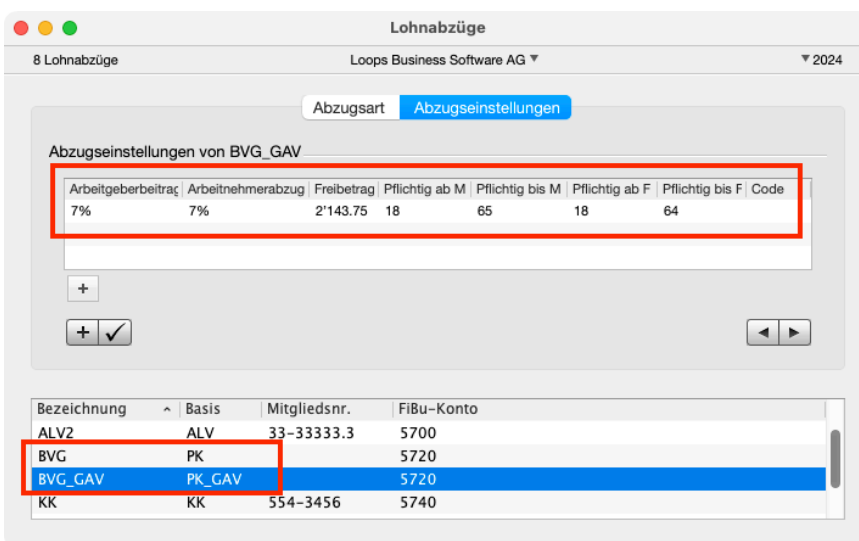 Lohnabzüge
8 Lohnabzüge Loops Business Software AG ▼ ▼ 2024
Abzugsart Abzugseinstellungen
Abzugseinstellungen von BVG_GAV
Arbeitgeberbeitrag Arbeitnehmerabzug Freibetrag Pflichtig ab M Pflichtig bis M Pflichtig ab F Pflichtig bis F Code
7% 7% 2'143.75 18 65 18 64
+
+ ✓ ◀ ▶
Bezeichnung ^ Basis Mitgliedsnr. FiBu-Konto
ALV2 ALV 33-33333.3 5700
BVG PK 5720
BVG_GAV PK_GAV 5720
KK KK 554-3456 5740